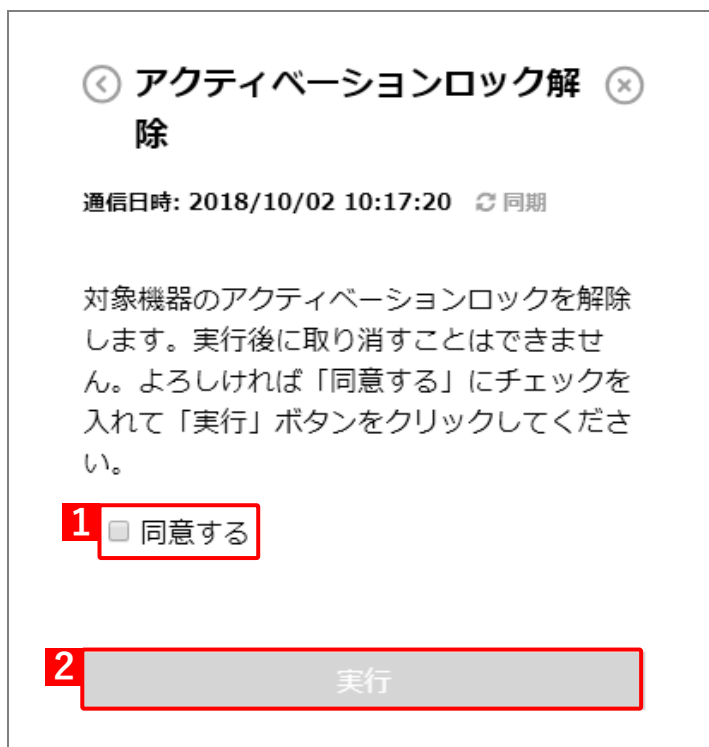 アクティベーションロック解
除
通信日時: 2018/10/02 10:17:20 同期
対象機器のアクティベーションロックを解除
します。実行後に取り消すことはできませ
ん。よろしければ「同意する」にチェックを
入れて「実行」ボタンをクリックしてくださ
い。
1 同意する
2 実行